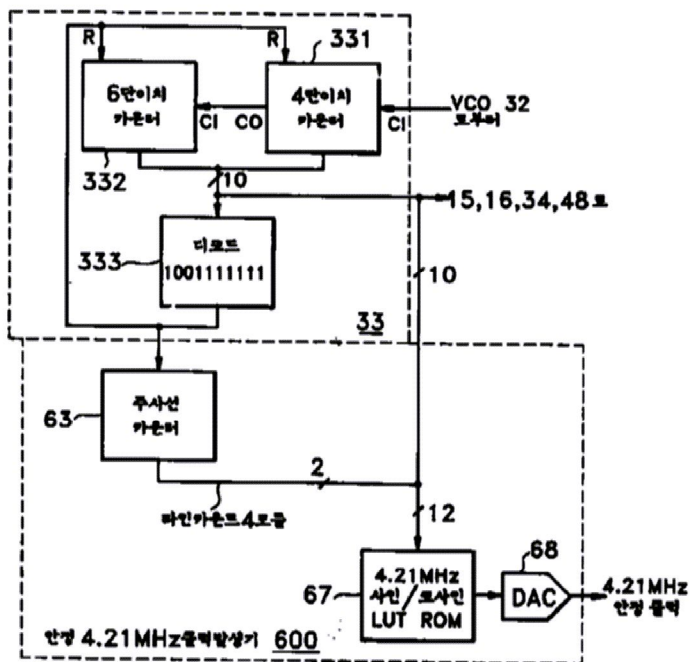 R
R
331
6단이치
카운터
4단이치
카운터
VCO 32
로부터
CI
CO
CI
332
10
15,16,34,48로
디코드
1001111111
333
10
33
주사선
카운터
63
2
라인카운트4모듈
12
68
4.21MHz
사인/코사인
LUT ROM
67
DAC
4.21MHz
안정 출력
안정 4.21MHz출력발생기 600